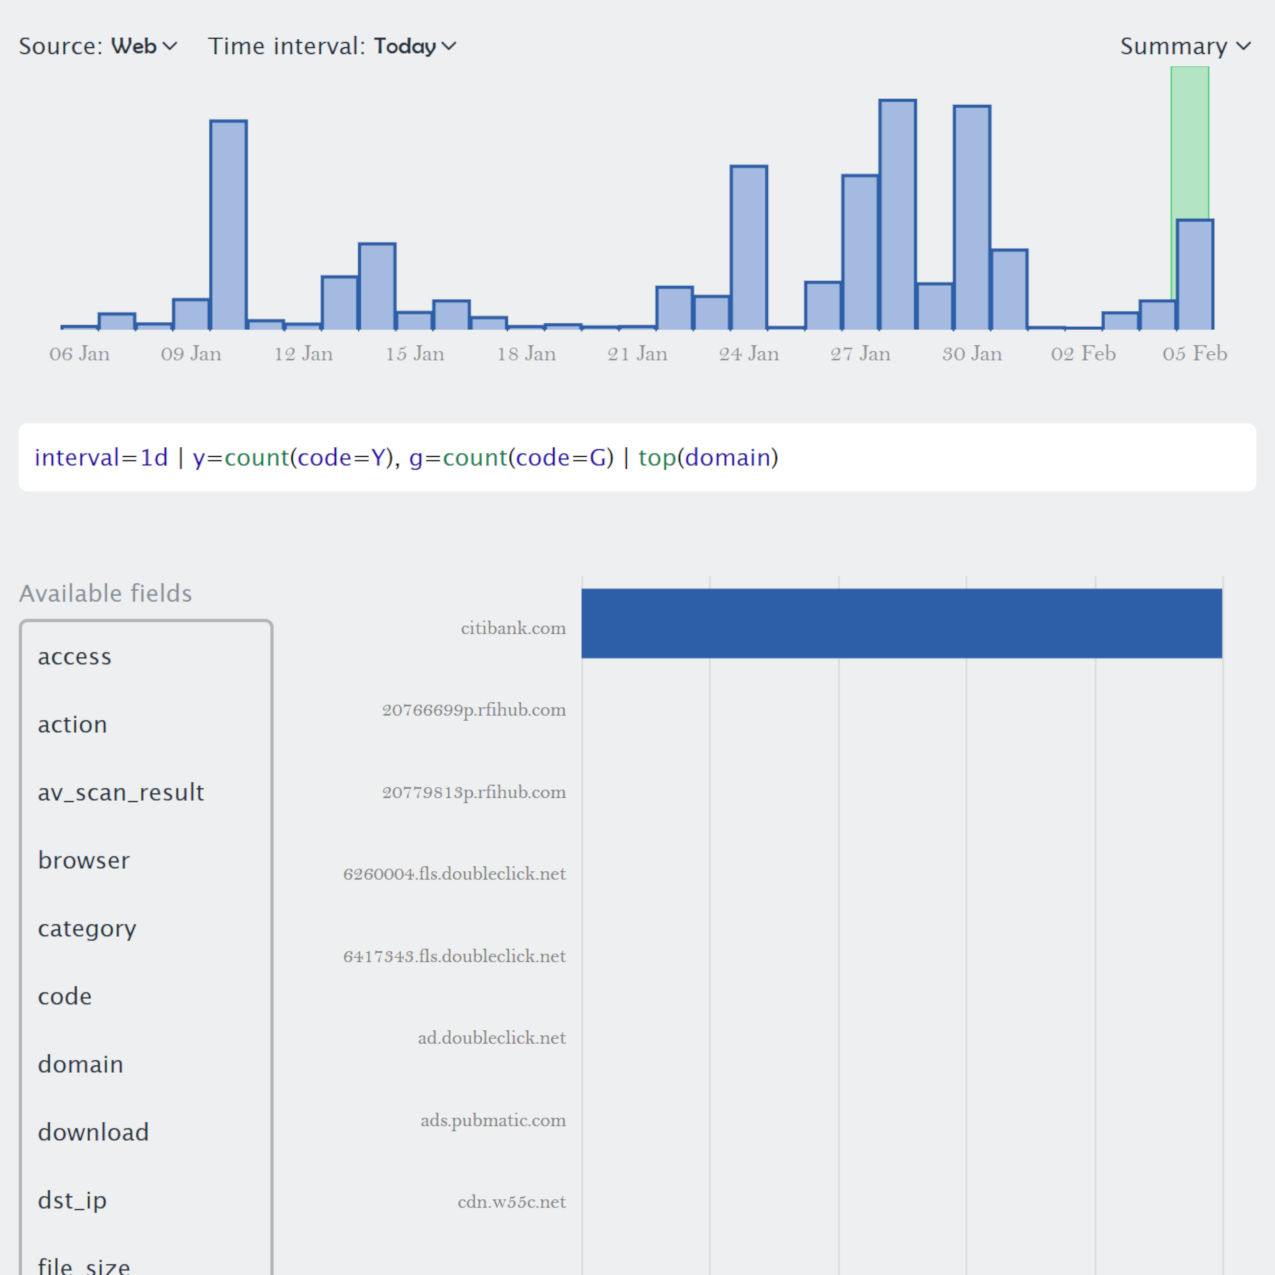 Source: Web Time interval: Today Summary
06 Jan 09 Jan 12 Jan 15 Jan 18 Jan 21 Jan 24 Jan 27 Jan 30 Jan 02 Feb 05 Feb
interval=1d | y=count(code=Y), g=count(code=G) | top(domain)
Available fields
access
action
av_scan_result
browser
category
code
domain
download
dst_ip
file_size
citibank.com
20766699p.rfihub.com
20779813p.rfihub.com
6260004.fls.doubleclick.net
6417343.fls.doubleclick.net
ad.doubleclick.net
ads.pubmatic.com
cdn.w55c.net